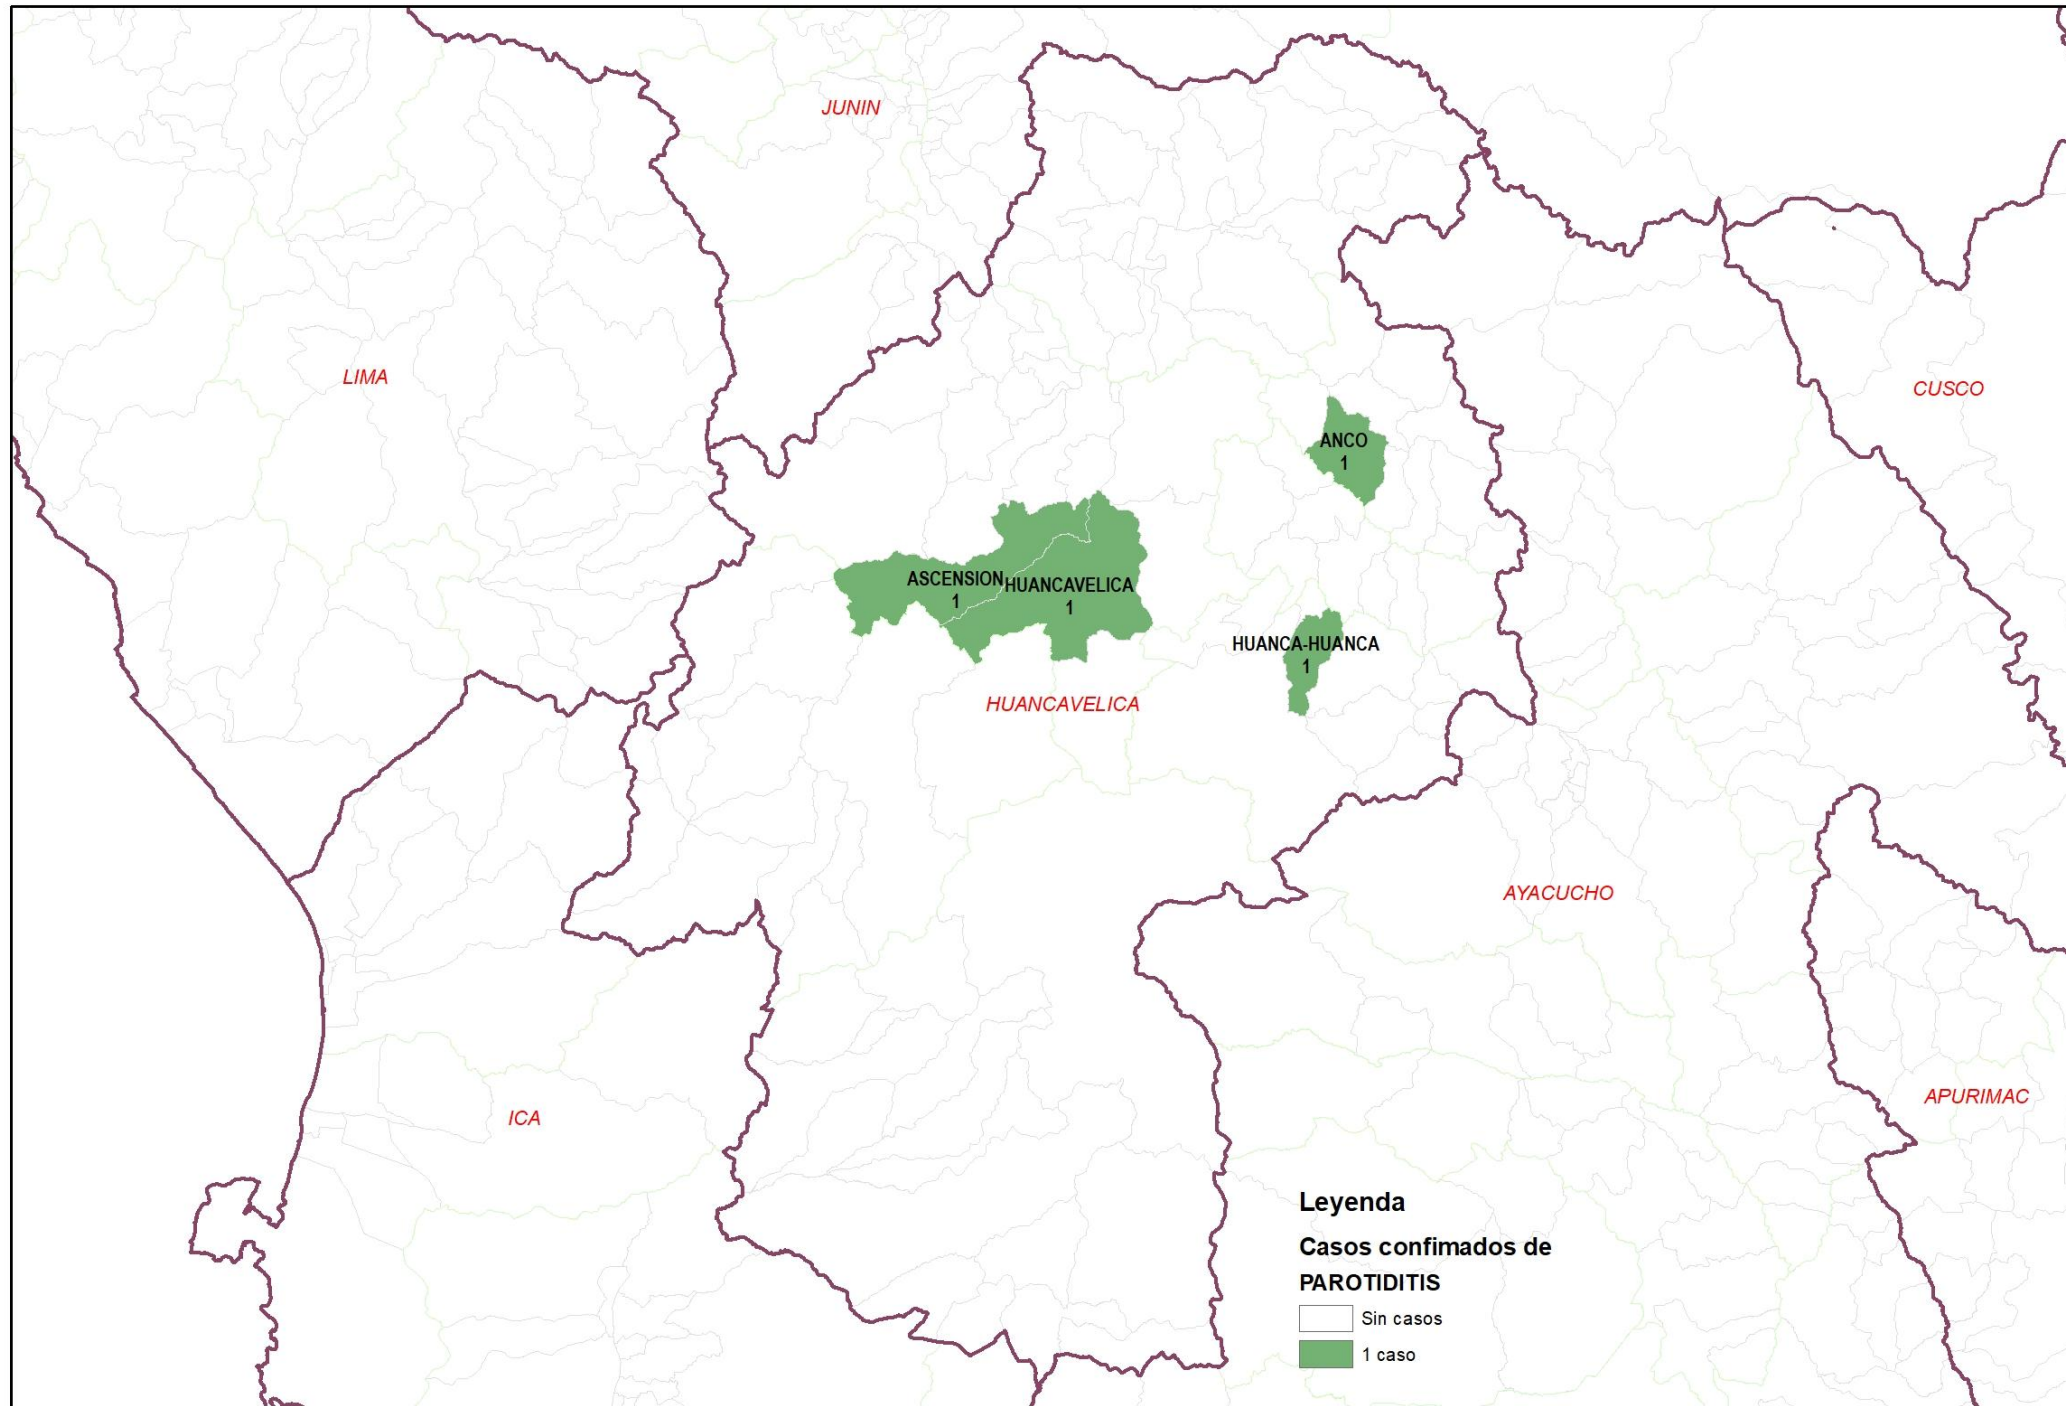 JUNIN
LIMA
CUSCO
ANCO
1
ASCENSION
1
HUANCAVELICA
1
HUANCA-HUANCA
1
HUANCAVELICA
AYACUCHO
APURIMAC
ICA
Leyenda
Casos confimados de
PAROTIDITIS
Sin casos
1 caso